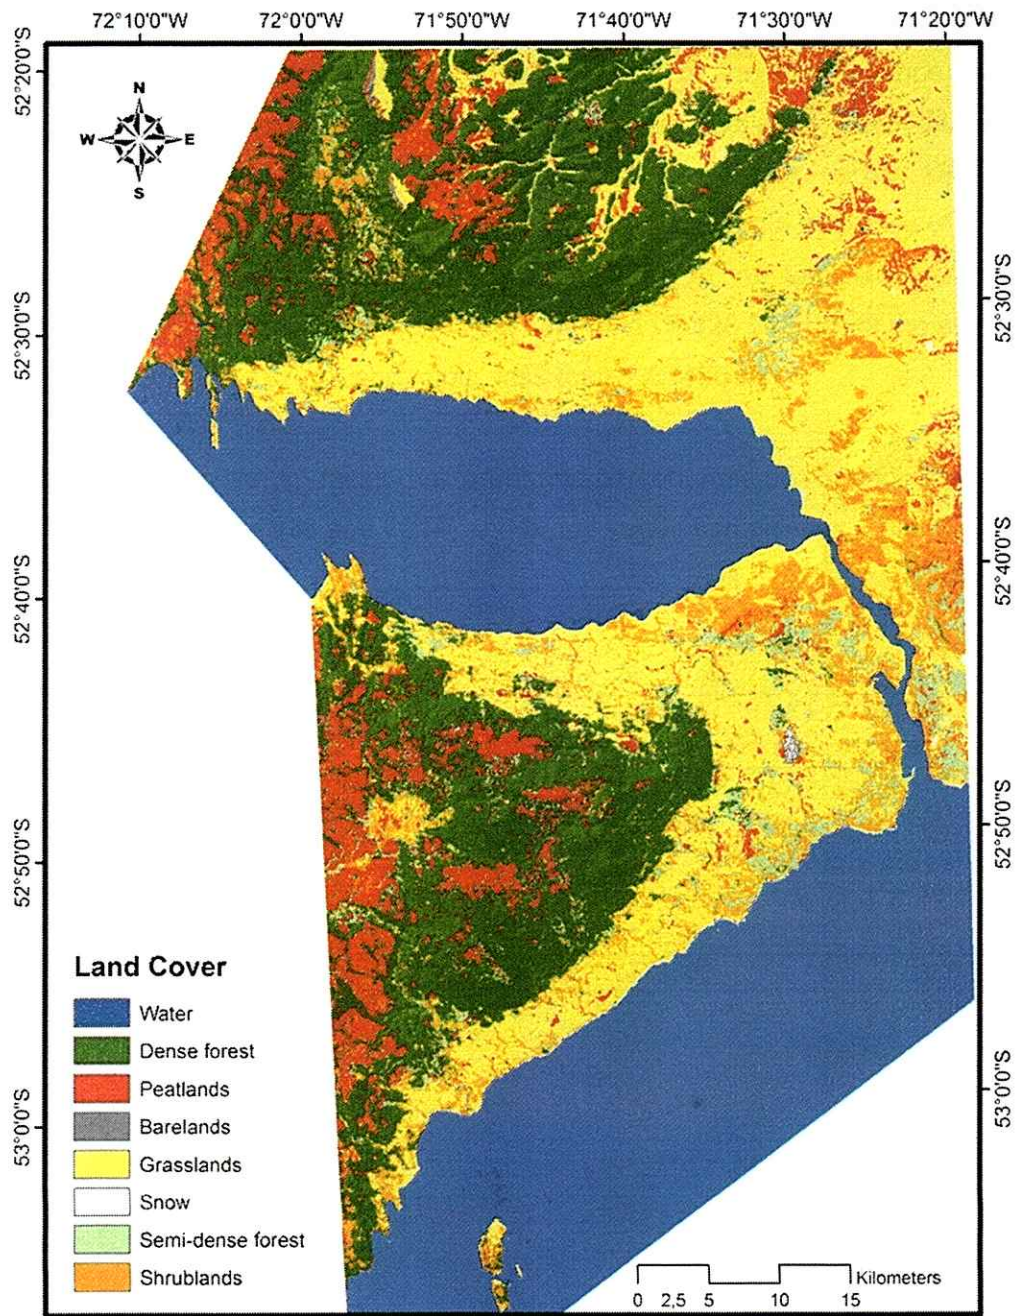 72°10'0"W 72°0'0"W 71°50'0"W 71°40'0"W 71°30'0"W 71°20'0"W
52°20'0"S
N
W E
S
52°30'0"S
52°30'0"S
52°40'0"S
52°40'0"S
52°50'0"S
52°50'0"S
Land Cover
Water
Dense forest
Peatlands
53°0'0"S
Barelands
53°0'0"S
Grasslands
Snow
Semi-dense forest
Shrublands
Kilometers
0 2,5 5 10 15